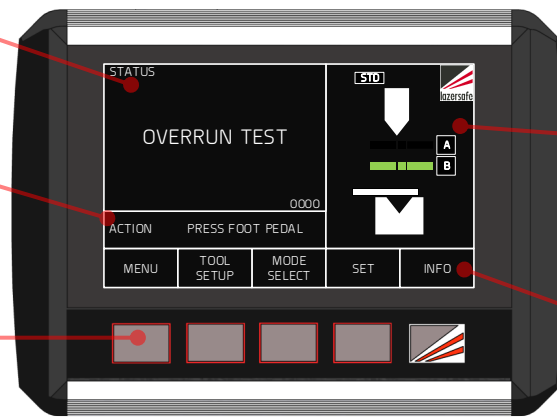 STATUS
OVERRUN TEST
0000
ACTION PRESS FOOT PEDAL
MENU
TOOL
SETUP
MODE
SELECT
SET
INFO
STD
lazersafe
A
B